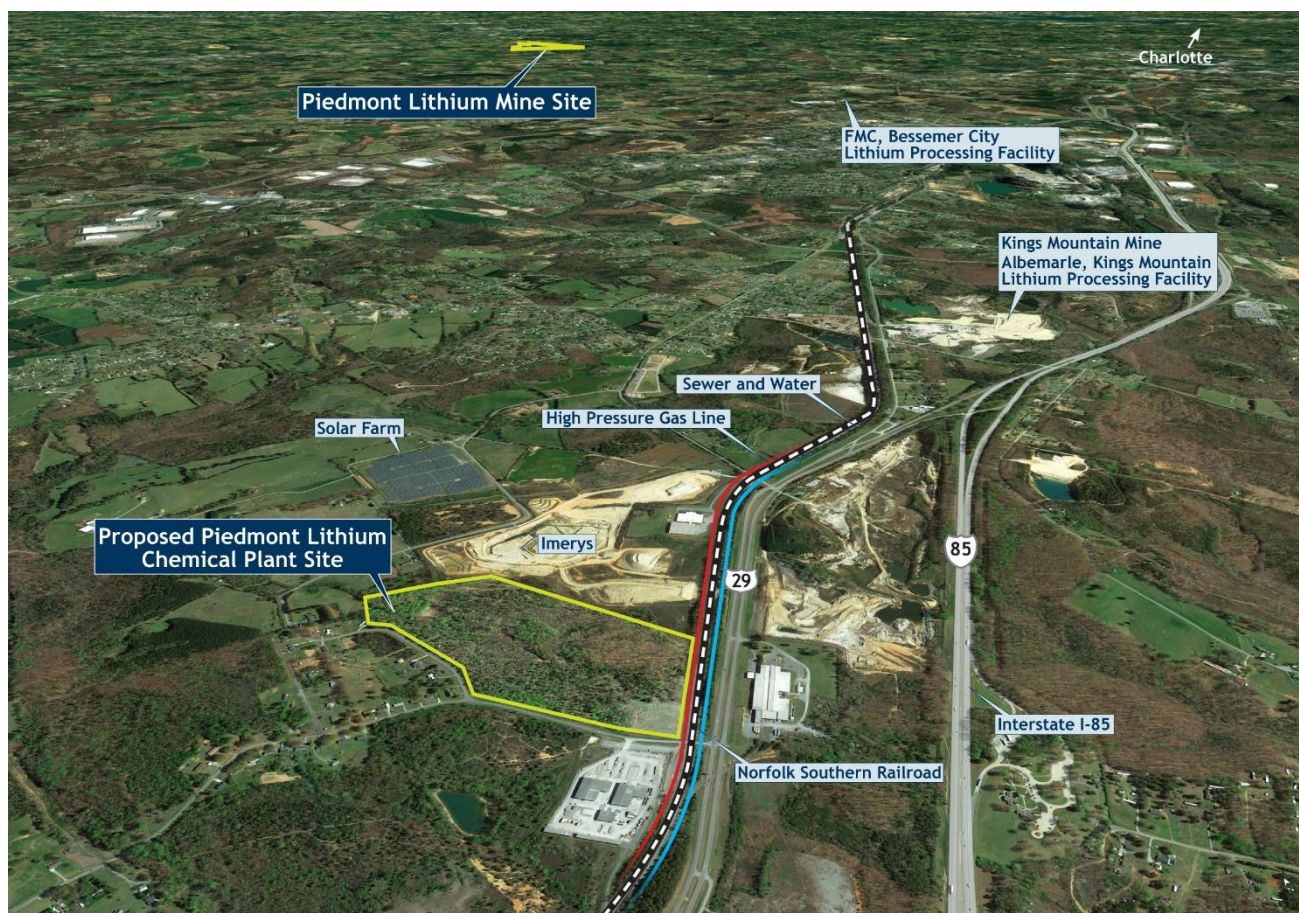 Charlotte
Piedmont Lithium Mine Site
FMC, Bessemer City
Lithium Processing Facility
Kings Mountain Mine
Albemarle, Kings Mountain
Lithium Processing Facility
Sewer and Water
High Pressure Gas Line
Solar Farm
Proposed Piedmont Lithium
Chemical Plant Site
Imerys
85
29
Interstate I-85
Norfolk Southern Railroad